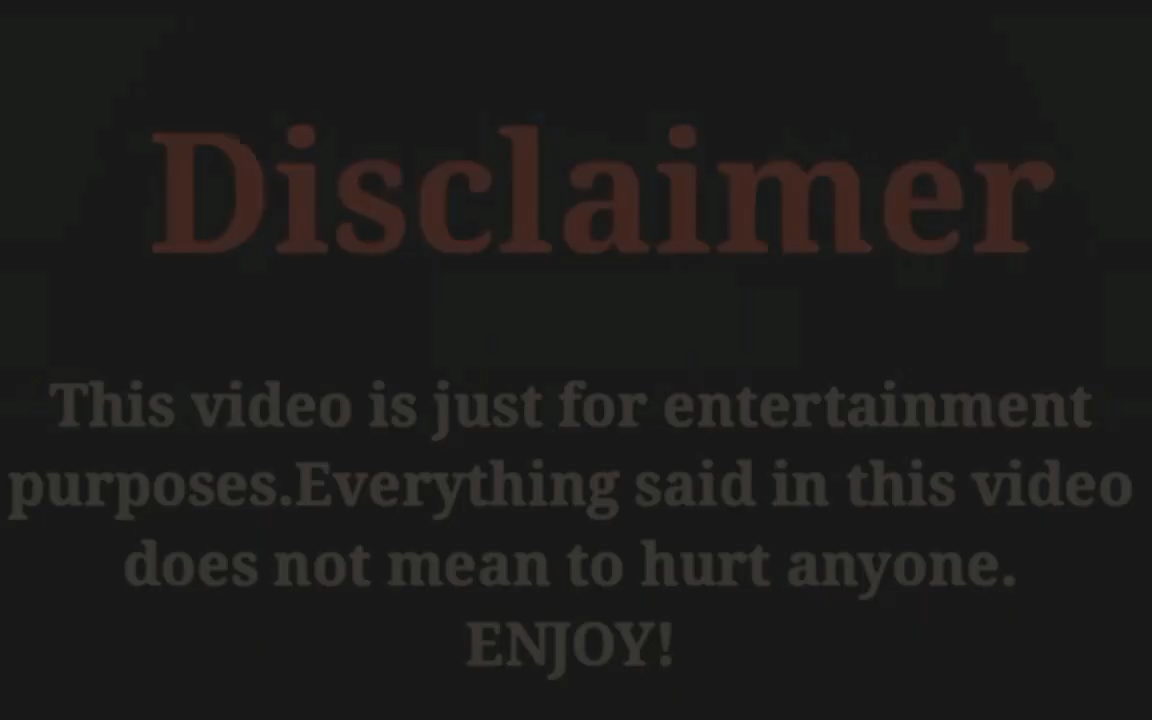 Disclaimer
This video is just for entertainment
purposes.Everything said in this video
does not mean to hurt anyone.
ENJOY!